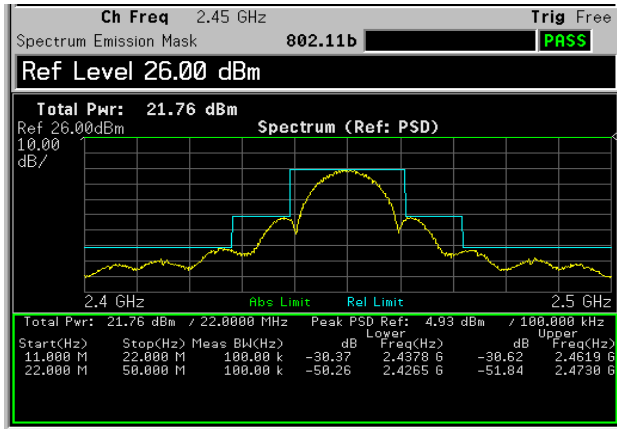 Ch Freq 2.45 GHz Trig Free
Spectrum Emission Mask 802.11b PASS
Ref Level 26.00 dBm
Total Pwr: 21.76 dBm
Ref 26.00dBm Spectrum (Ref: PSD)
10.00
dB/
2.4 GHz Abs Limit Rel Limit 2.5 GHz
Total Pwr: 21.76 dBm / 22.0000 MHz Peak PSD Ref: 4.93 dBm / 100.000 kHz
Lower Upper
Start(Hz) Stop(Hz) Meas BW(Hz) dB Freq(Hz) dB Freq(Hz)
11.000 M 22.000 M 100.00 k -30.37 2.4378 G -30.62 2.4619 G
22.000 M 50.000 M 100.00 k -50.26 2.4265 G -51.84 2.4730 G